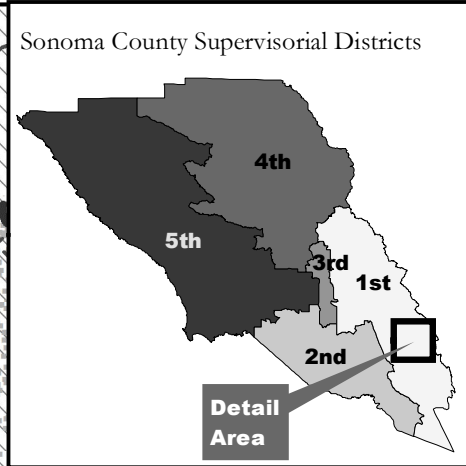 Sonoma County Supervisorial Districts
4th
5th
3rd
1st
2nd
Detail
Area